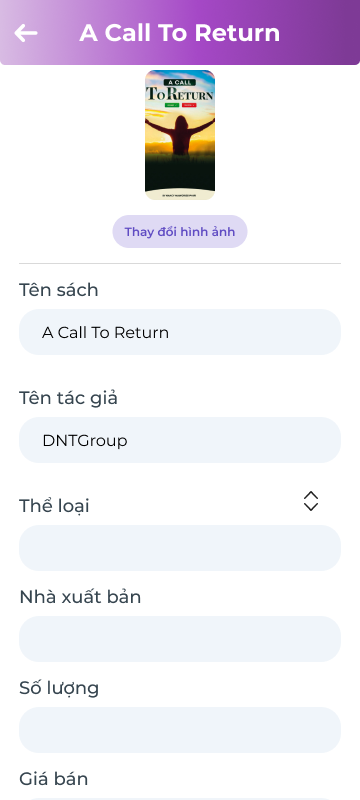 A Call To Return
A CALL
TO RETURN
Thay đổi hình ảnh
Tên sách
A Call To Return
Tên tác giả
DNTGroup
Thể loại
Nhà xuất bản
Số lượng
Giá bán